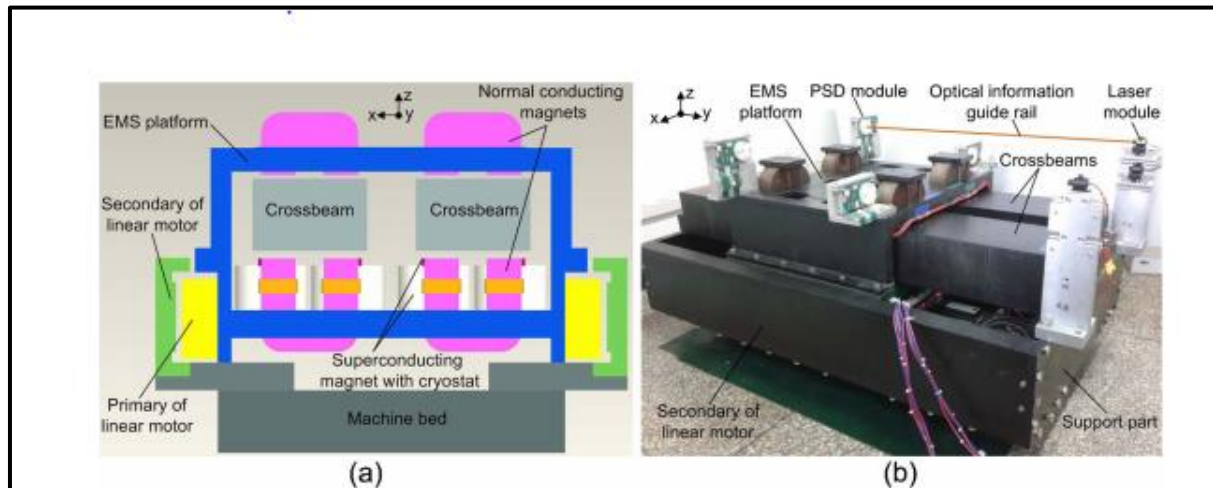 z
x
y
Normal conducting
magnets
EMS platform
Crossbeam
Crossbeam
Secondary
of linear
motor
Superconducting
magnet with cryostat
Primary of
linear motor
Machine bed
(a)
z
x
y
EMS
platform
PSD module
Optical information
guide rail
Laser
module
Crossbeams
Secondary of
linear motor
Support part
(b)